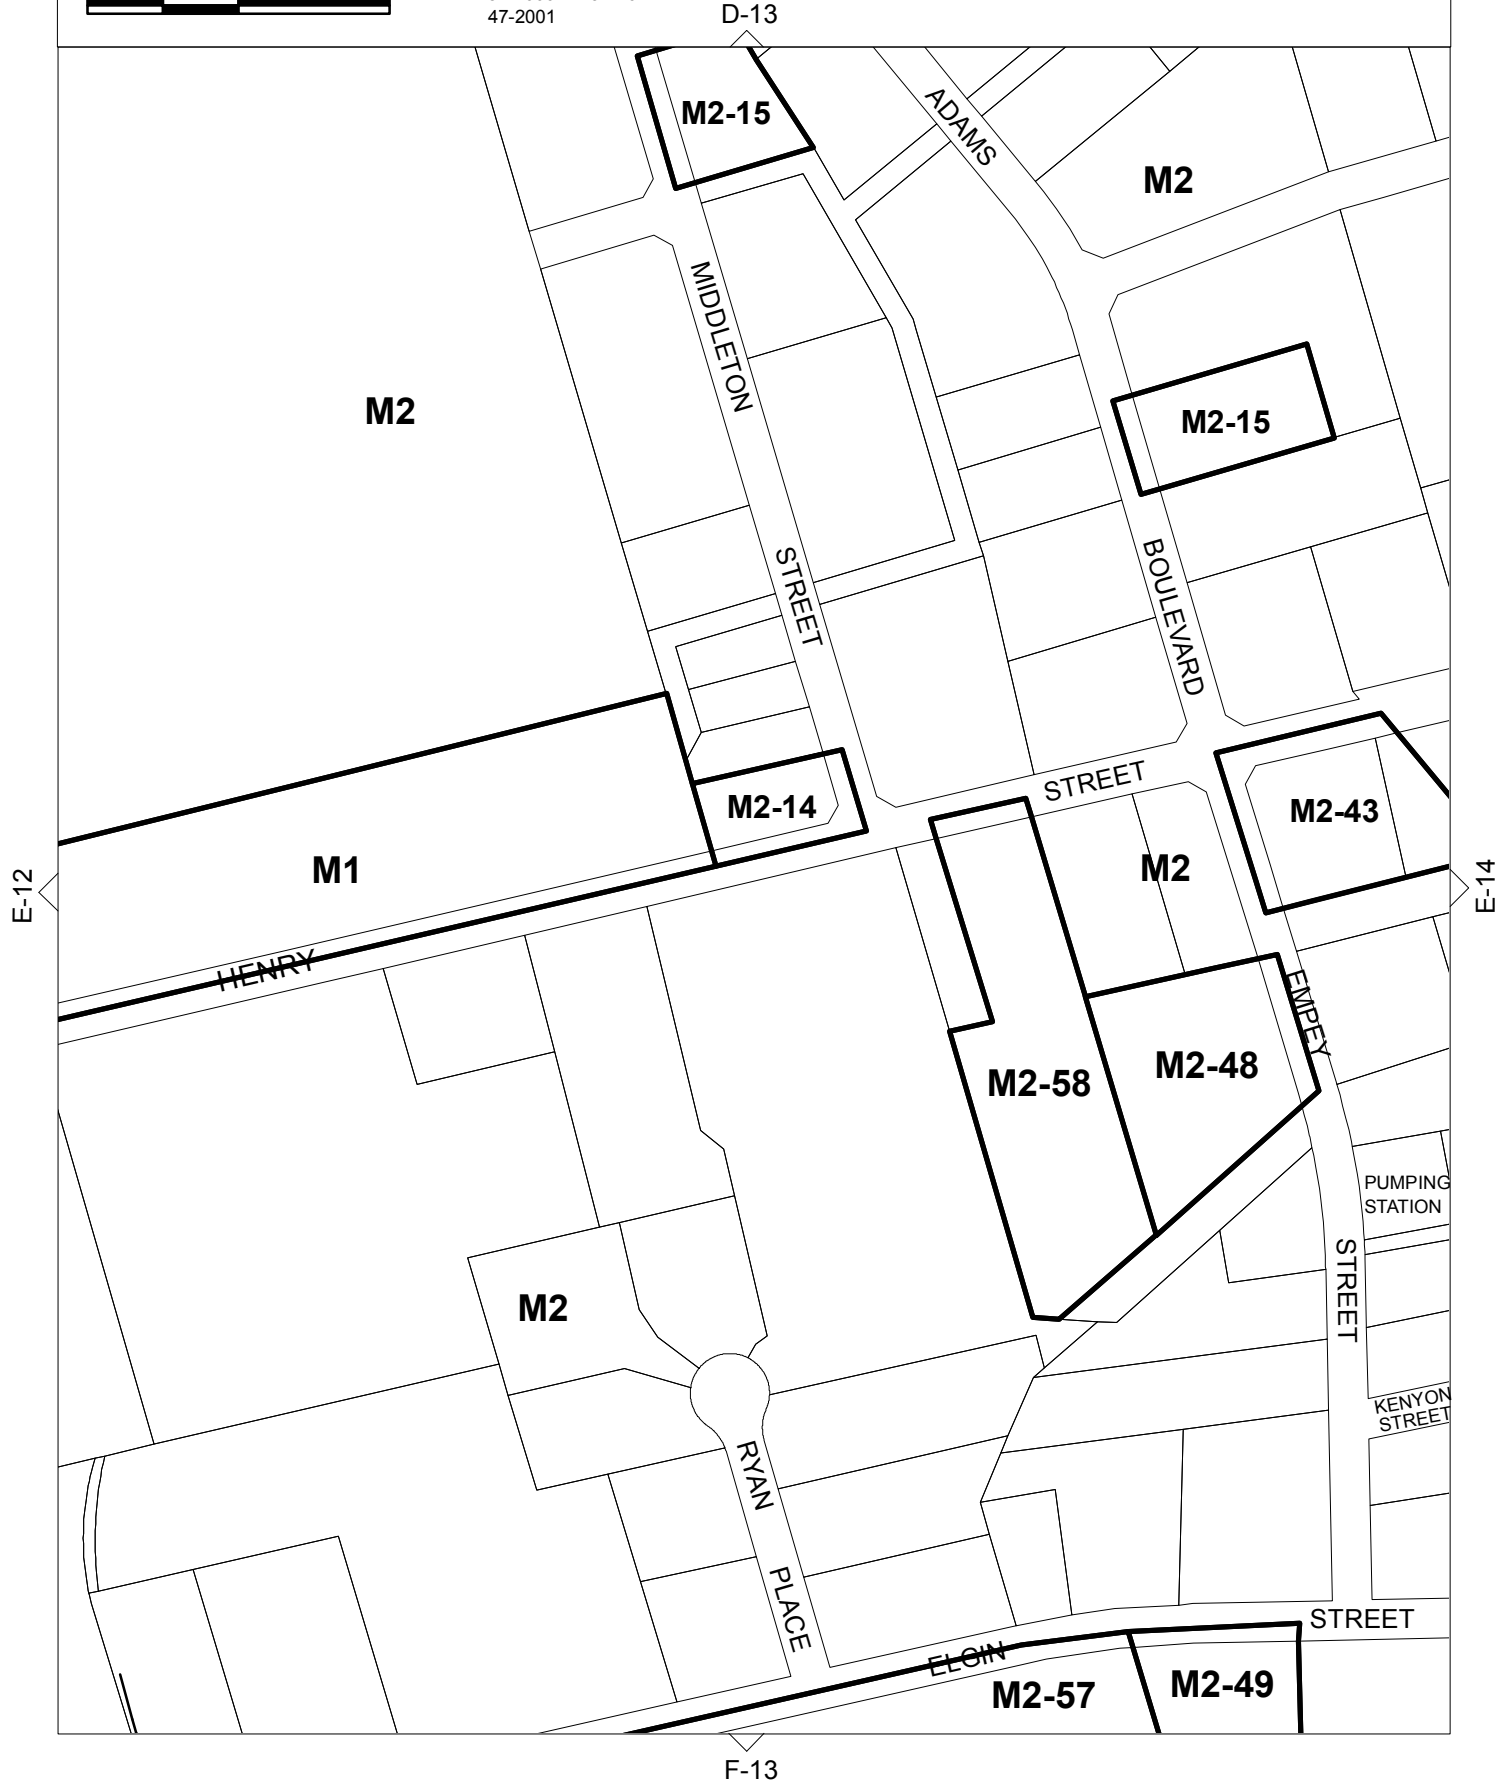 47-2001
D-13
M2-15
ADAMS
M2
MIDDLETON
M2
M2-15
BOULEVARD
STREET
STREET
M2-14
M2-43
M1
M2
E-12
E-14
HENRY
EMPEY
M2-58
M2-48
PUMPING
STATION
STREET
M2
KENYON
STREET
RYAN
PLACE
STREET
ELGIN
M2-57
M2-49
F-13